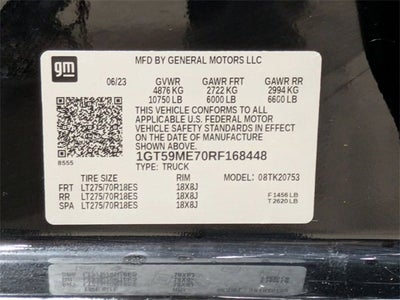 gm
MFD BY GENERAL MOTORS LLC
06/23 GVWR GAWR FRT GAWR RR
4876 KG 2722 KG 2994 KG
10750 LB 6000 LB 6600 LB
THIS VEHICLE CONFORMS TO ALL
APPLICABLE U.S. FEDERAL MOTOR
VEHICLE SAFETY STANDARDS IN
EFFECT ON THE DATE OF MANUFACTURE
SHOWN ABOVE.
8555
1GT59ME70RF168448
TYPE: TRUCK
TIRE SIZE RIM MODEL: 08TK20753
FRT LT275/70R18ES 18X8J
RR LT275/70R18ES 18X8J
SPA LT275/70R18ES 18X8J
F 1456 LB
T 2620 LB